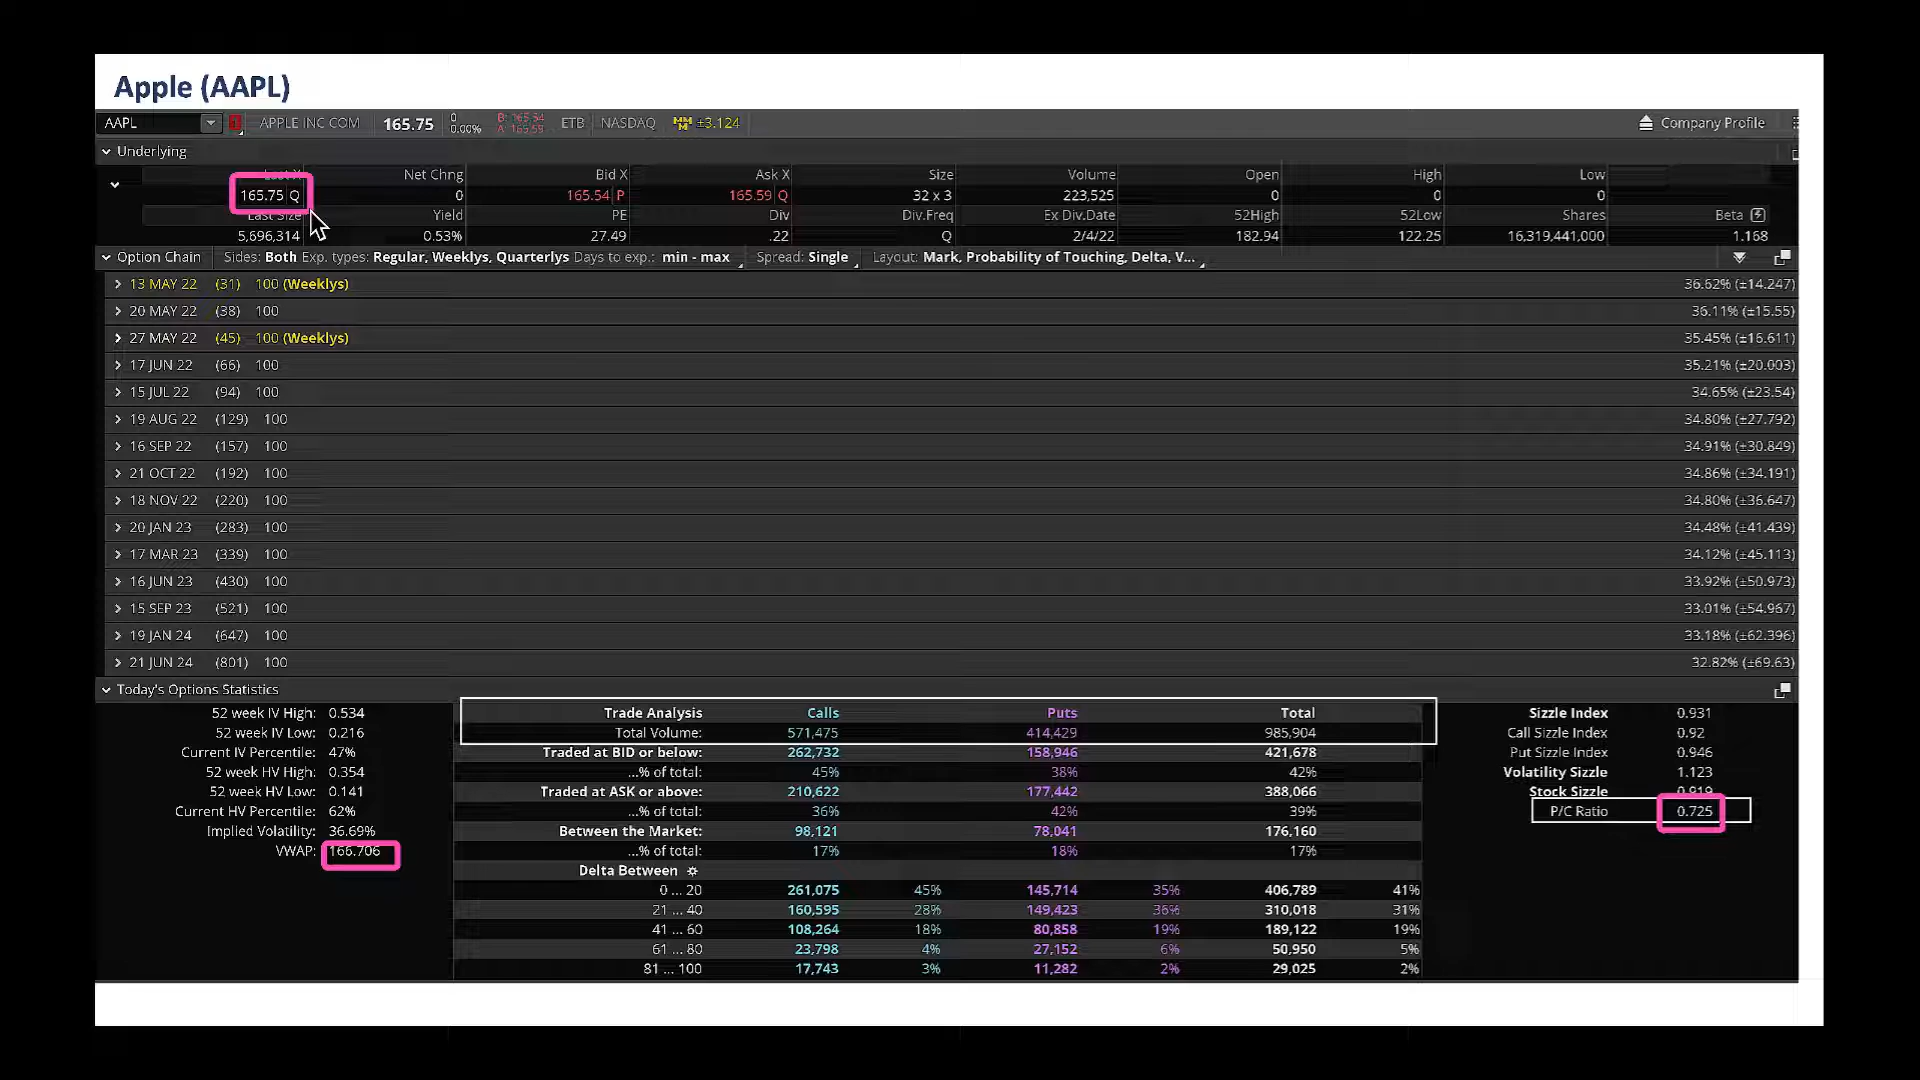 Apple (AAPL)
AAPL APPLE INC COM 165.75 0 0.00% B: 165.54 A: 165.59 ETB NASDAQ ±3.124 Company Profile
Underlying
Last X Net Chng Bid X Ask X Size Volume Open High Low
165.75 Q 0 165.54 P 165.59 Q 32 x 3 223,525 0 0 0
Last Size Yield PE Div Div.Freq Ex Div.Date 52High 52Low Shares Beta
5,696,314 0.53% 27.49 .22 Q 2/4/22 182.94 122.25 16,319,441,000 1.168
Option Chain Sides: Both Exp. types: Regular, Weeklys, Quarterlys Days to exp.: min - max Spread: Single Layout: Mark, Probability of Touching, Delta, V...
13 MAY 22 (31) 100 (Weeklys) 36.62% (±14.247)
20 MAY 22 (38) 100 36.11% (±15.55)
27 MAY 22 (45) 100 (Weeklys) 35.45% (±16.611)
17 JUN 22 (66) 100 35.21% (±20.003)
15 JUL 22 (94) 100 34.65% (±23.54)
19 AUG 22 (129) 100 34.80% (±27.792)
16 SEP 22 (157) 100 34.91% (±30.849)
21 OCT 22 (192) 100 34.86% (±34.191)
18 NOV 22 (220) 100 34.80% (±36.647)
20 JAN 23 (283) 100 34.48% (±41.439)
17 MAR 23 (339) 100 34.12% (±45.113)
16 JUN 23 (430) 100 33.92% (±50.973)
15 SEP 23 (521) 100 33.01% (±54.967)
19 JAN 24 (647) 100 33.18% (±62.396)
21 JUN 24 (801) 100 32.82% (±69.63)
Today's Options Statistics
52 week IV High: 0.534 Trade Analysis Calls Puts Total Sizzle Index 0.931
52 week IV Low: 0.216 Total Volume: 571,475 414,429 985,904 Call Sizzle Index 0.92
Current IV Percentile: 47% Traded at BID or below: 262,732 158,946 421,678 Put Sizzle Index 0.946
52 week HV High: 0.354 ...% of total: 45% 38% 42% Volatility Sizzle 1.123
52 week HV Low: 0.141 Traded at ASK or above: 210,622 177,442 388,066 Stock Sizzle 0.919
Current HV Percentile: 62% ...% of total: 36% 42% 39% P/C Ratio 0.725
Implied Volatility: 36.69% Between the Market: 98,121 78,041 176,160
VWAP: 166.706 ...% of total: 17% 18% 17%
Delta Between
0 ... 20 261,075 45% 145,714 35% 406,789 41%
21 ... 40 160,595 28% 149,423 36% 310,018 31%
41 ... 60 108,264 18% 80,858 19% 189,122 19%
61 ... 80 23,798 4% 27,152 6% 50,950 5%
81 ... 100 17,743 3% 11,282 2% 29,025 2%